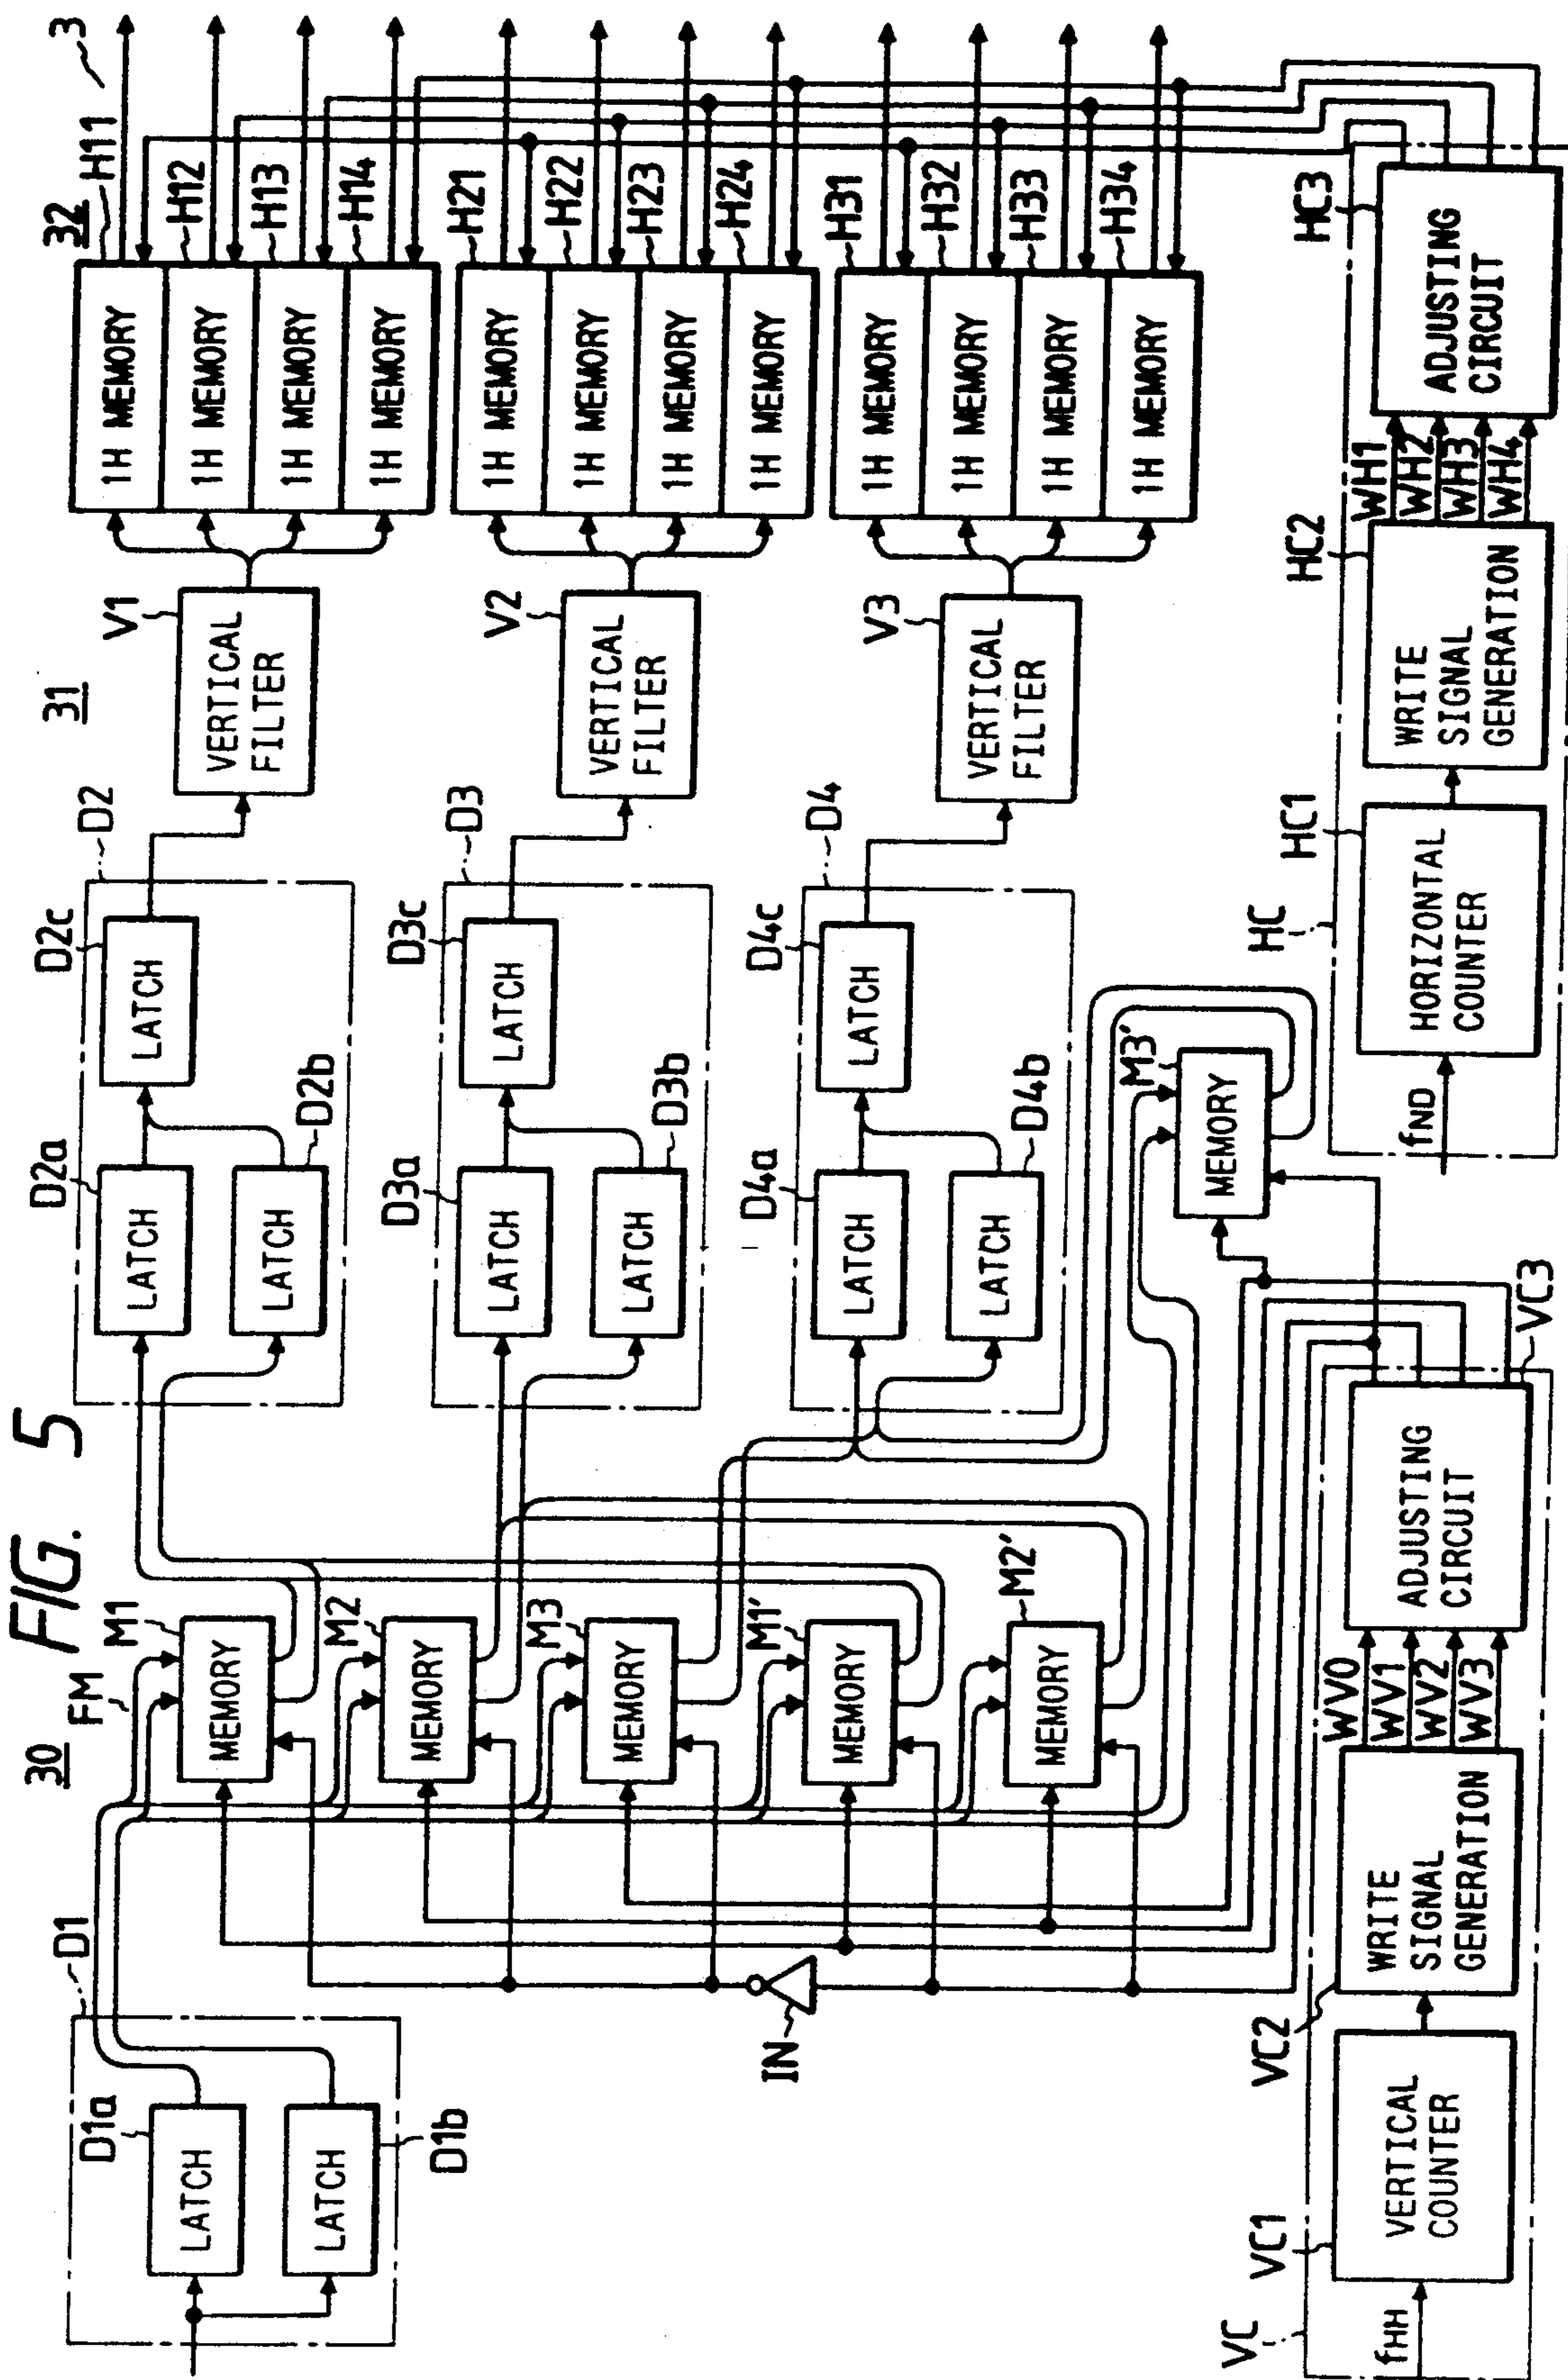 FIG. 5
30
31
32
3
D1
D1a
LATCH
LATCH
D1b
FM
M1
MEMORY
M2
MEMORY
M3
MEMORY
M1'
MEMORY
M2'
MEMORY
M3'
MEMORY
IN
D2
D2a
LATCH
D2b
LATCH
D2c
LATCH
D3
D3a
LATCH
D3b
LATCH
D3c
LATCH
D4
D4a
LATCH
D4b
LATCH
D4c
LATCH
V1
VERTICAL
FILTER
V2
VERTICAL
FILTER
V3
VERTICAL
FILTER
H11
1H MEMORY
H12
1H MEMORY
H13
1H MEMORY
H14
1H MEMORY
H21
1H MEMORY
H22
1H MEMORY
H23
1H MEMORY
H24
1H MEMORY
H31
1H MEMORY
H32
1H MEMORY
H33
1H MEMORY
H34
1H MEMORY
VC
fHH
VC1
VERTICAL
COUNTER
VC2
WRITE
SIGNAL
GENERATION
WV0
WV1
WV2
WV3
ADJUSTING
CIRCUIT
VC3
HC
fND
HC1
HORIZONTAL
COUNTER
HC2
WRITE
SIGNAL
GENERATION
WH1
WH2
WH3
WH4
HC3
ADJUSTING
CIRCUIT